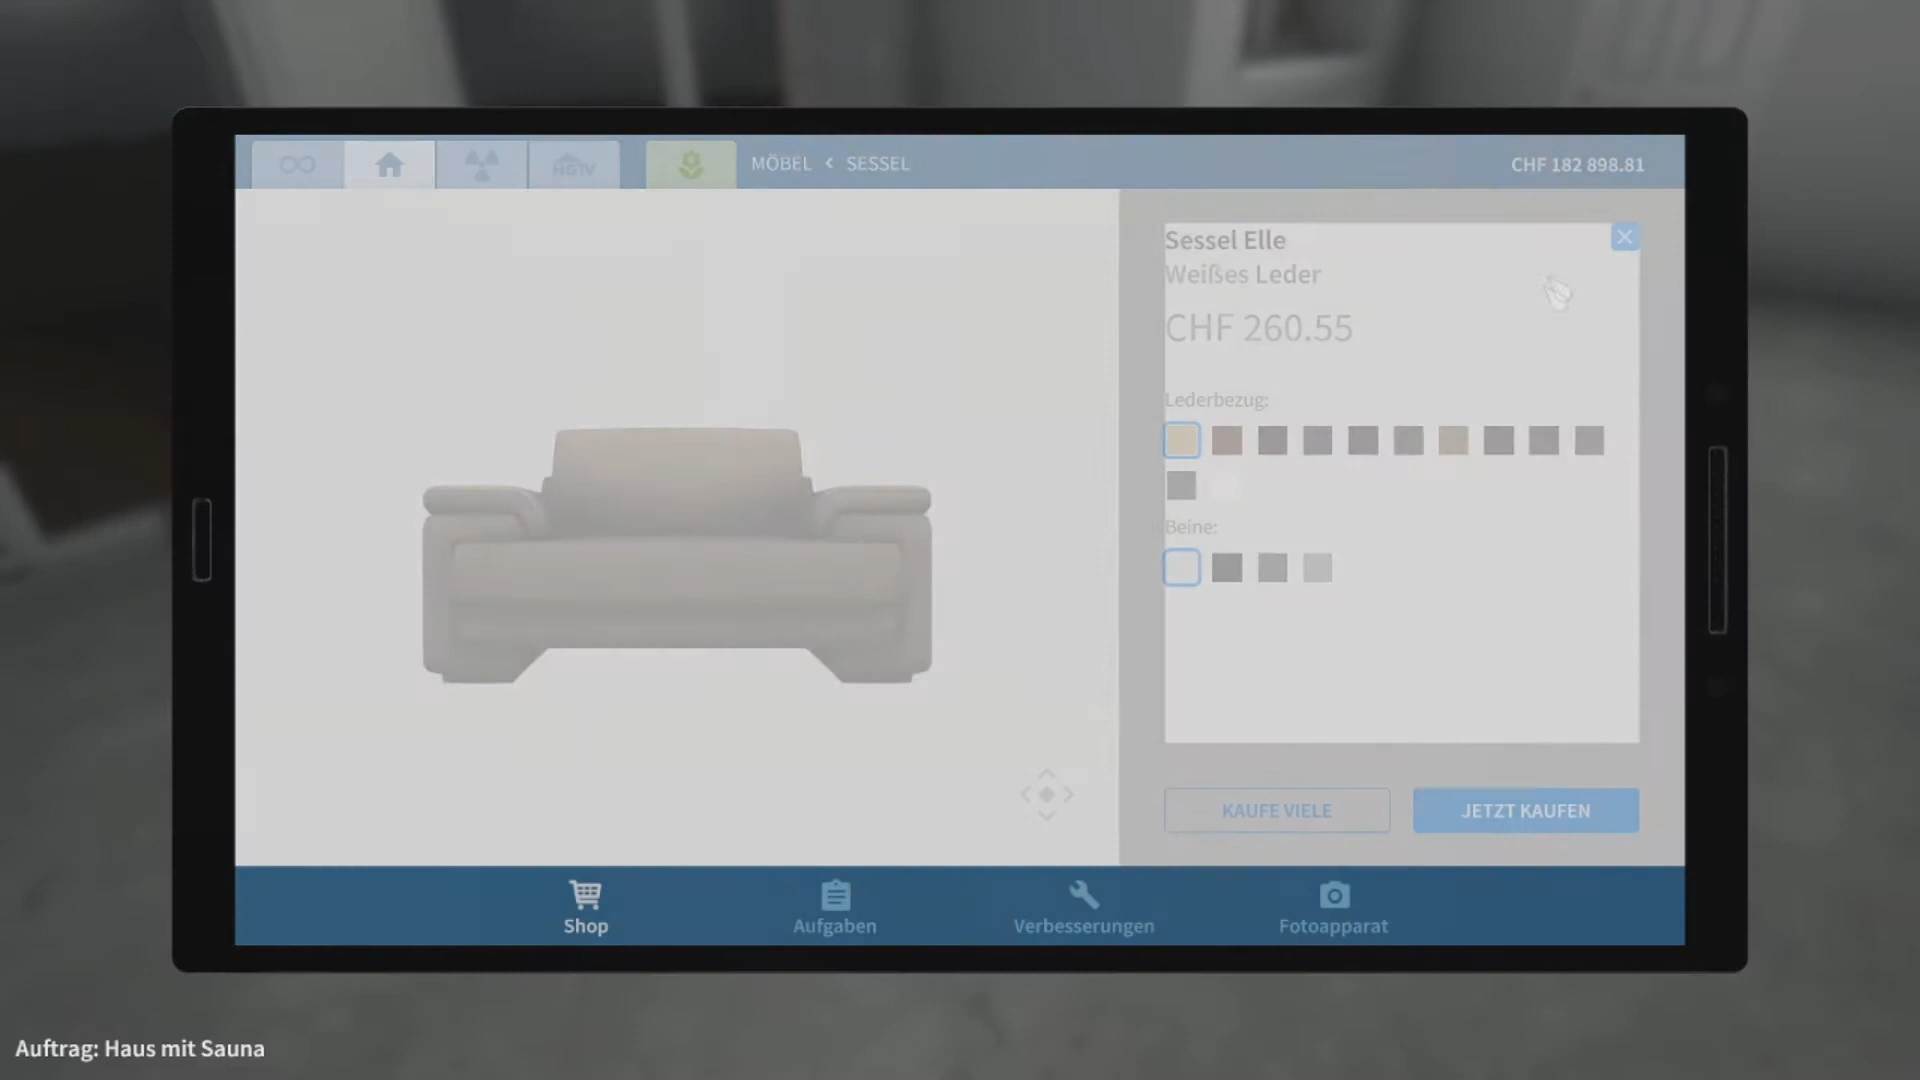 HGTV
MÖBEL < SESSEL
CHF 182 898.81
Sessel Elle
Weißes Leder
CHF 260.55
Lederbezug:
Beine:
KAUFE VIELE
JETZT KAUFEN
Shop
Aufgaben
Verbesserungen
Fotoapparat
Auftrag: Haus mit Sauna